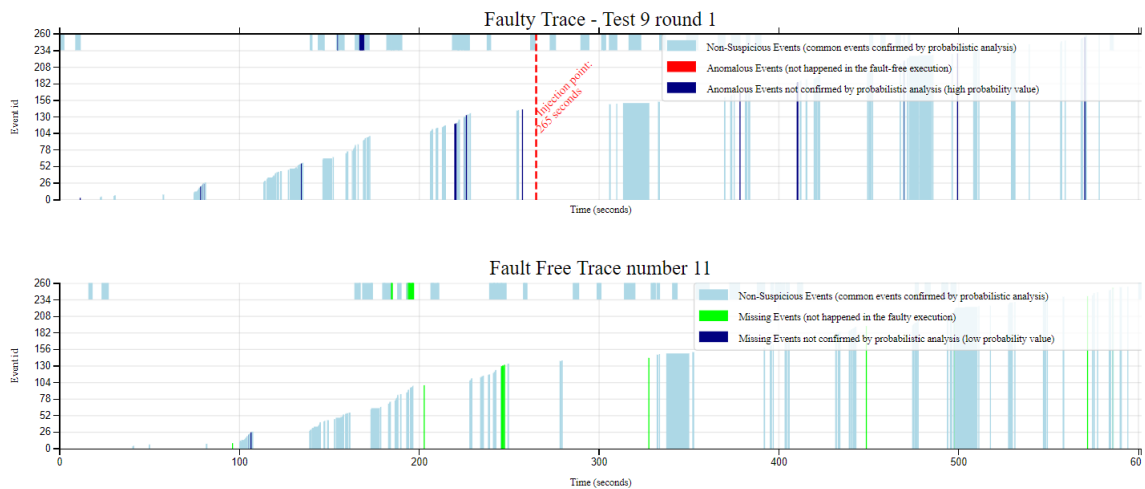 Faulty Trace - Test 9 round 1
260
234
208
182
156
130
104
78
52
26
0
Event id
Injection point:
265 seconds
Non-Suspicious Events (common events confirmed by probabilistic analysis)
Anomalous Events (not happened in the fault-free execution)
Anomalous Events not confirmed by probabilistic analysis (high probability value)
Time (seconds)
Fault Free Trace number 11
260
234
208
182
156
130
104
78
52
26
0
Event id
Non-Suspicious Events (common events confirmed by probabilistic analysis)
Missing Events (not happened in the faulty execution)
Missing Events not confirmed by probabilistic analysis (low probability value)
0
100
200
300
400
500
Time (seconds)